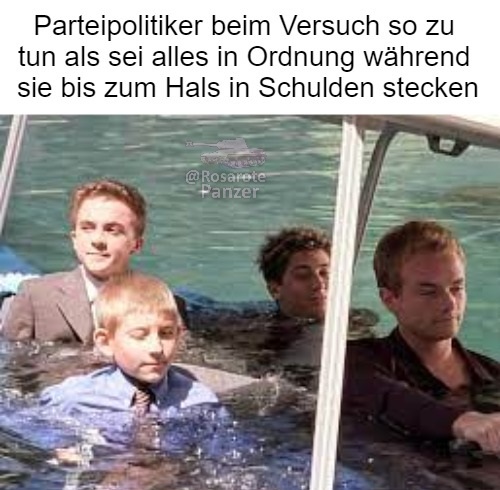 Parteipolitiker beim Versuch so zu
tun als sei alles in Ordnung während
sie bis zum Hals in Schulden stecken
@Rosarote
Panzer